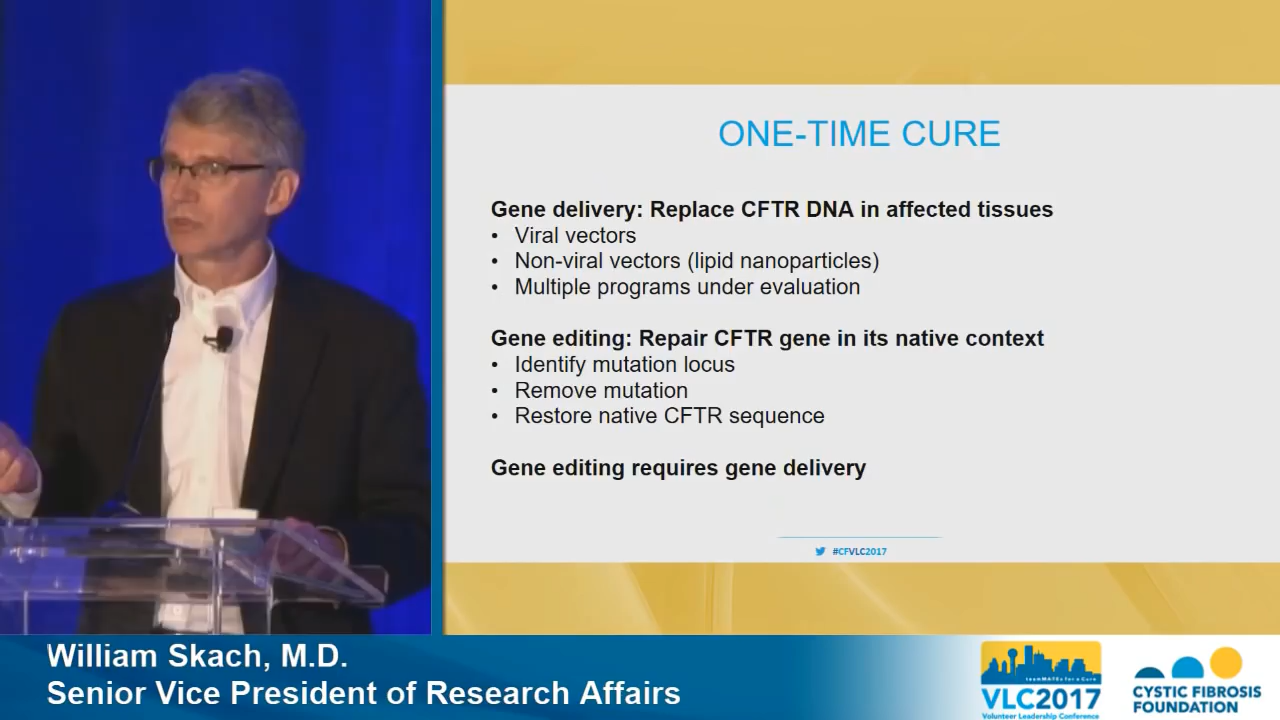 ONE-TIME CURE
Gene delivery: Replace CFTR DNA in affected tissues
• Viral vectors
• Non-viral vectors (lipid nanoparticles)
• Multiple programs under evaluation
Gene editing: Repair CFTR gene in its native context
• Identify mutation locus
• Remove mutation
• Restore native CFTR sequence
Gene editing requires gene delivery
#CFVLC2017
William Skach, M.D.
Senior Vice President of Research Affairs
teamMATEs for a Cure
VLC2017
Volunteer Leadership Conference
CYSTIC FIBROSIS
FOUNDATION